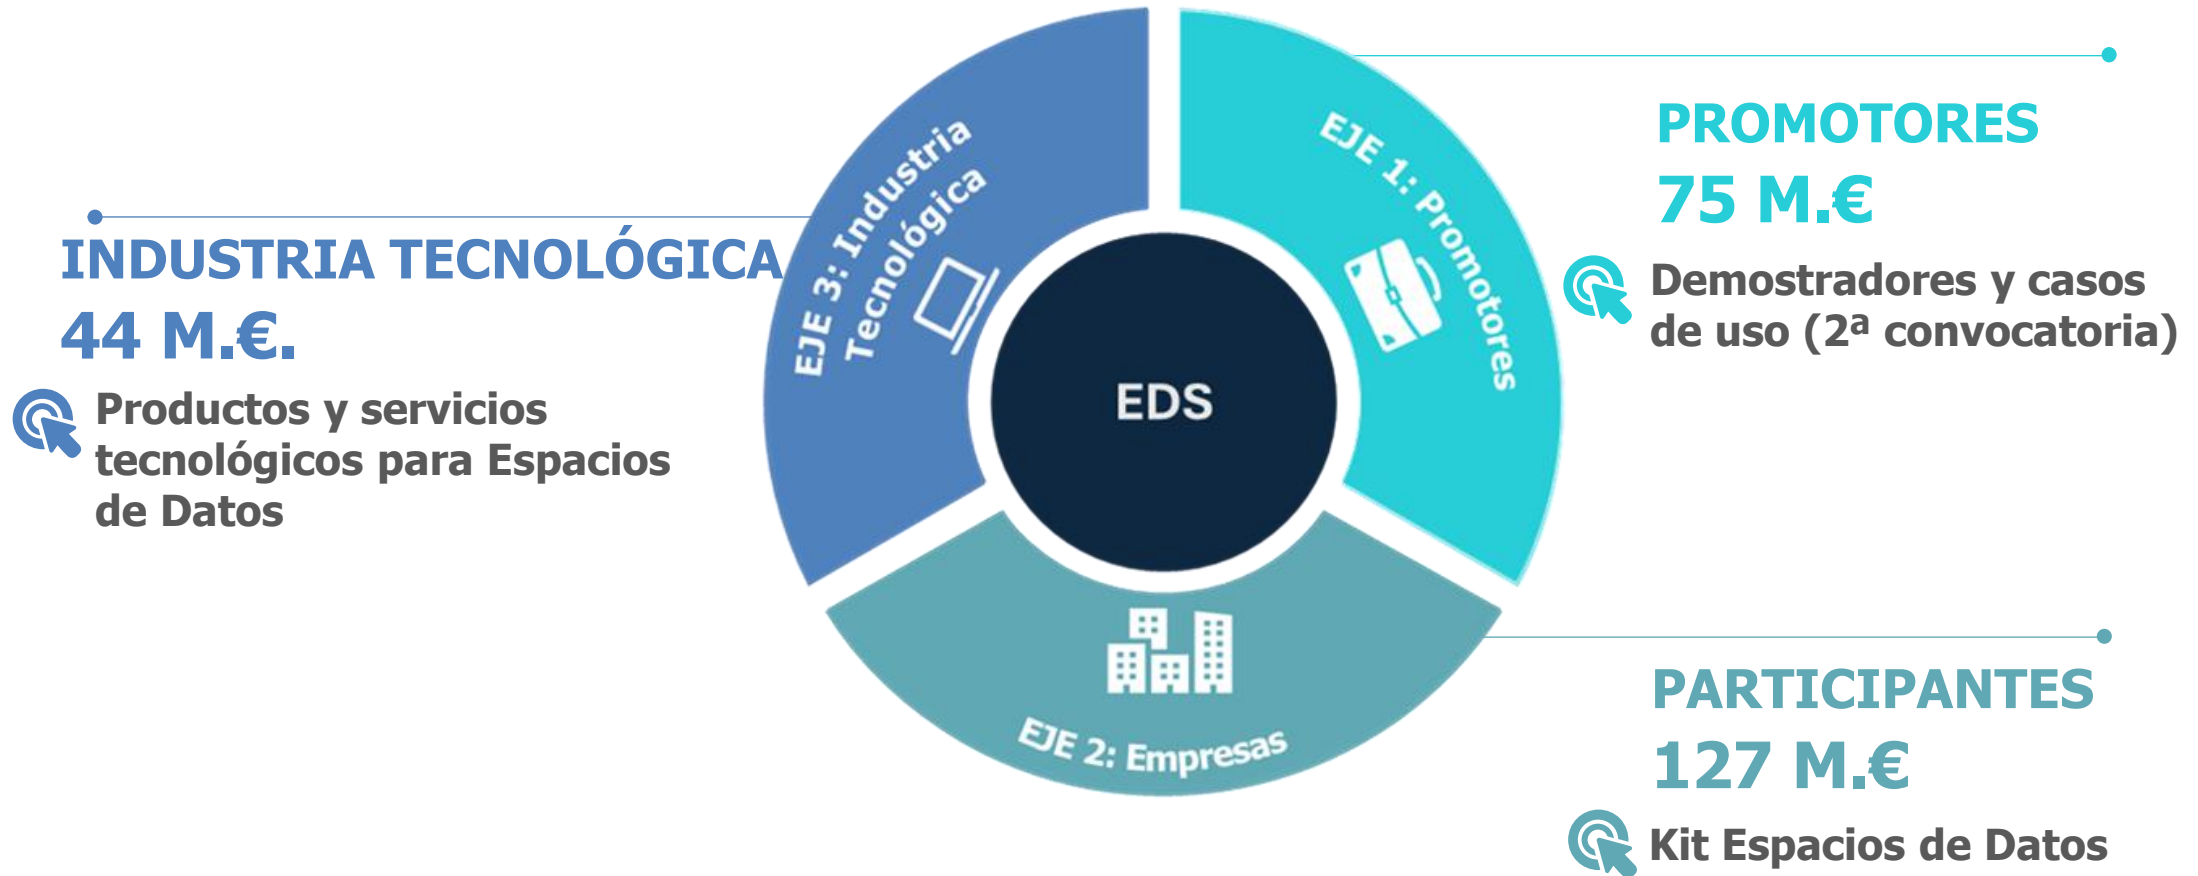 INDUSTRIA TECNOLÓGICA
44 M.€.
Productos y servicios
tecnológicos para Espacios
de Datos
EJE 3: Industria
Tecnológica
EDS
EJE 1: Promotores
EJE 2: Empresas
PROMOTORES
75 M.€
Demostradores y casos
de uso (2ª convocatoria)
PARTICIPANTES
127 M.€
Kit Espacios de Datos